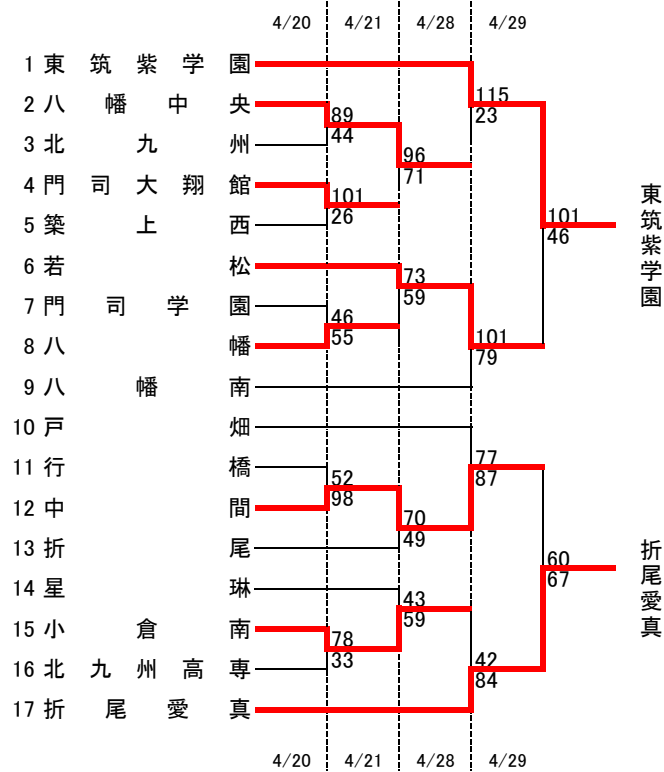 4/20 4/21 4/28 4/29
1 東筑紫学園
115
2 八幡中央
89
23
3 北九州
44
96
4 門司大翔館
71
101
5 築上西
26
101
46
東筑紫学園
6 若松
73
7 門司学園
59
46
8 八幡
55
101
79
9 八幡南
10 戸畑
77
11 行橋
87
52
12 中間
98
70
13 折尾
49
60
67
折尾愛真
14 星琳
43
15 小倉南
59
78
16 北九州高専
33
42
84
17 折尾愛真
4/20 4/21 4/28 4/29